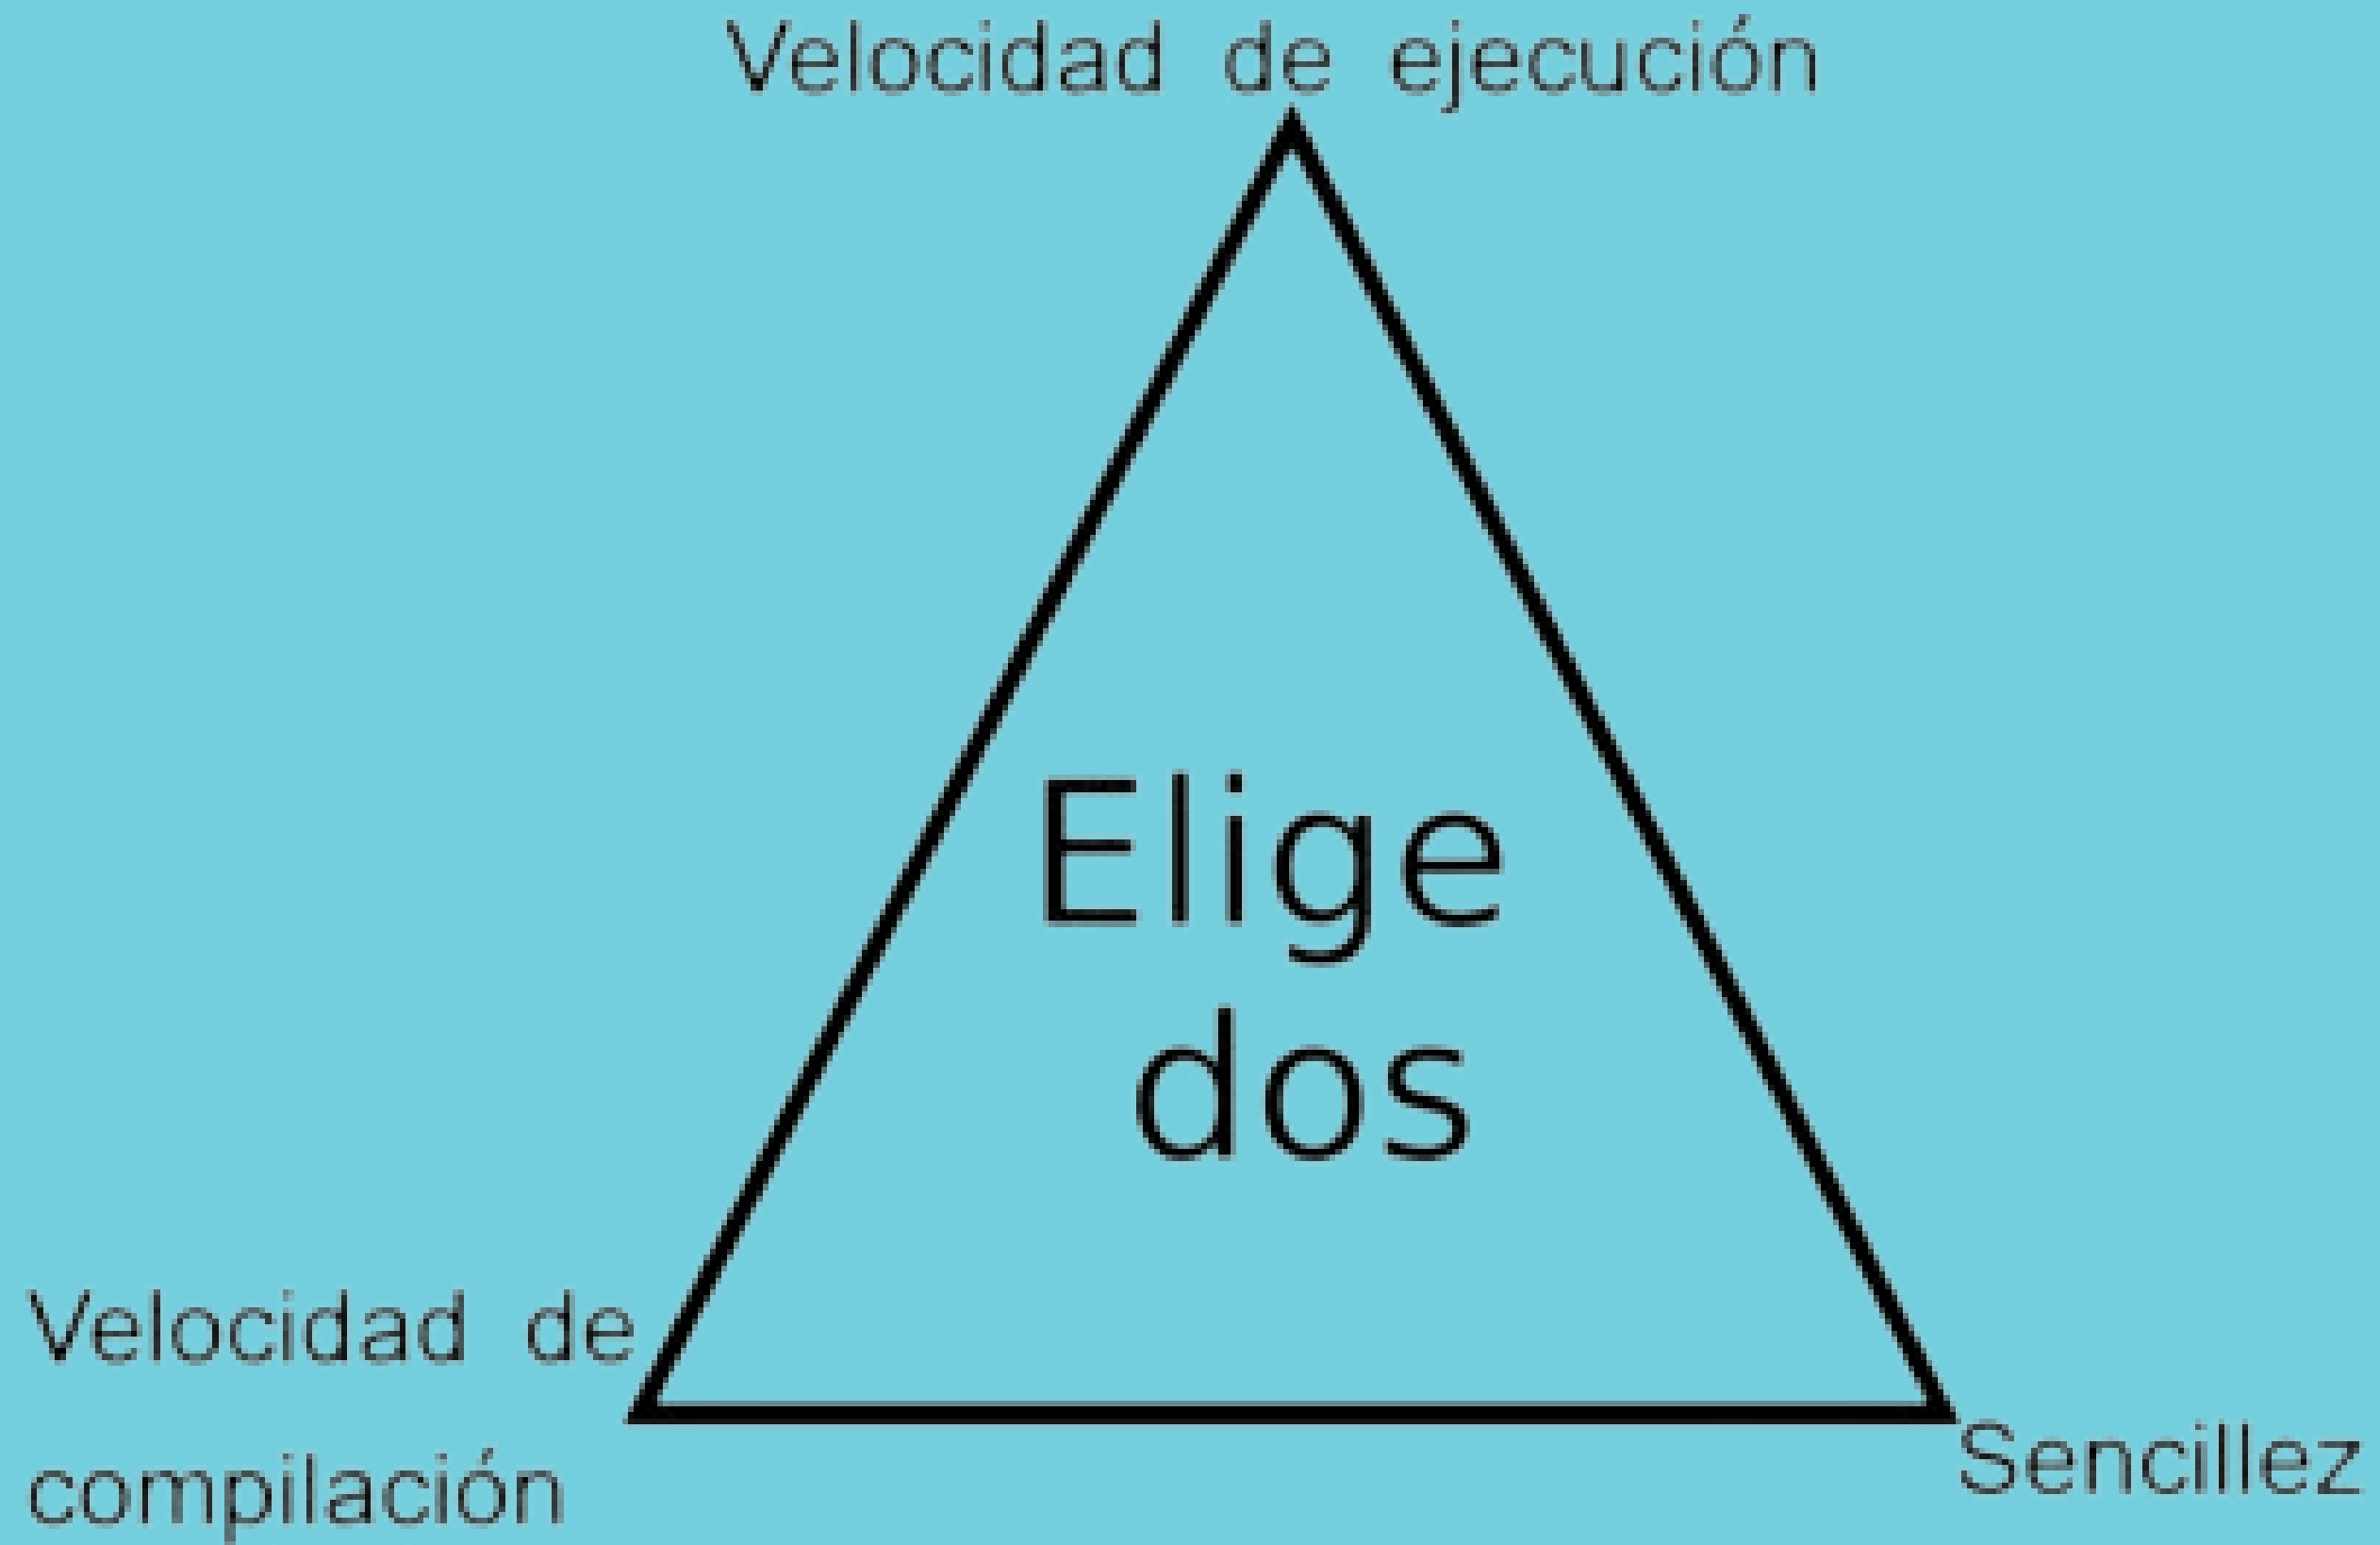 Velocidad de ejecución
Elige
dos
Velocidad de
compilación
Sencillez